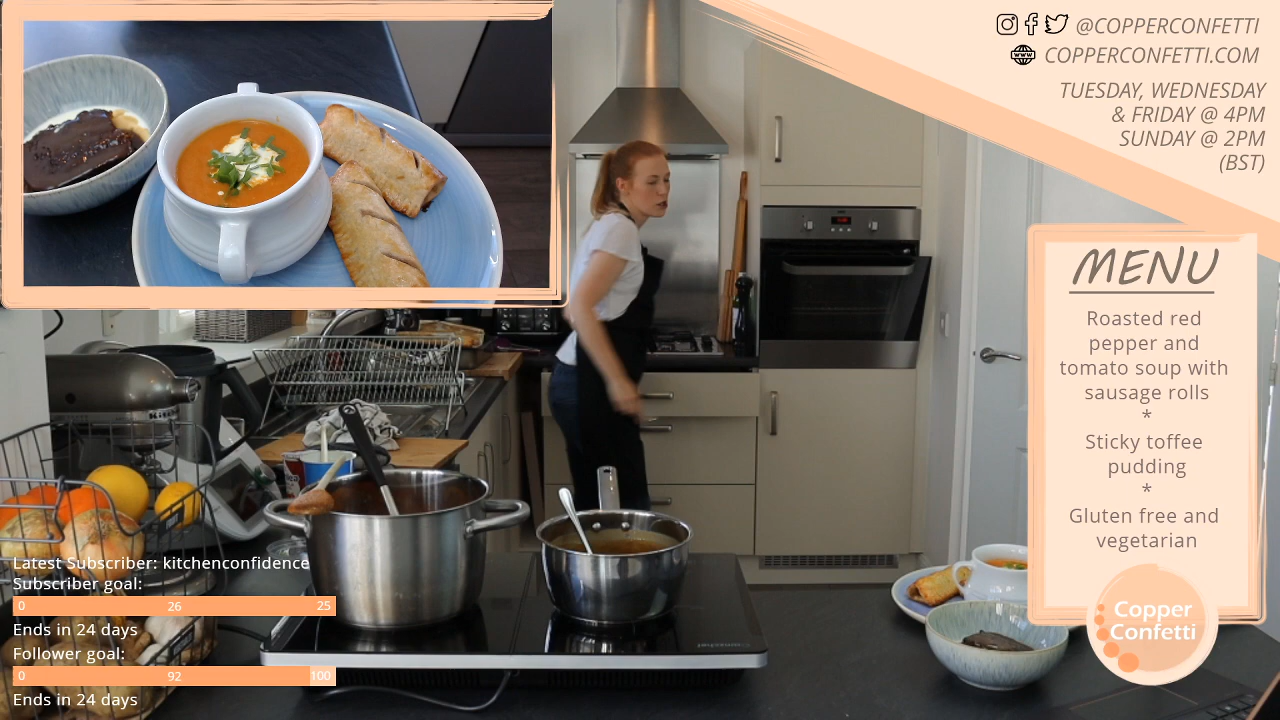 @COPPERCONFETTI
COPPERCONFETTI.COM
TUESDAY, WEDNESDAY
& FRIDAY @ 4PM
SUNDAY @ 2PM
(BST)
MENU
Roasted red
pepper and
tomato soup with
sausage rolls
*
Sticky toffee
pudding
*
Gluten free and
vegetarian
Copper
Confetti
Latest Subscriber: kitchenconfidence
Subscriber goal:
0 26 25
Ends in 24 days
Follower goal:
0 92 100
Ends in 24 days